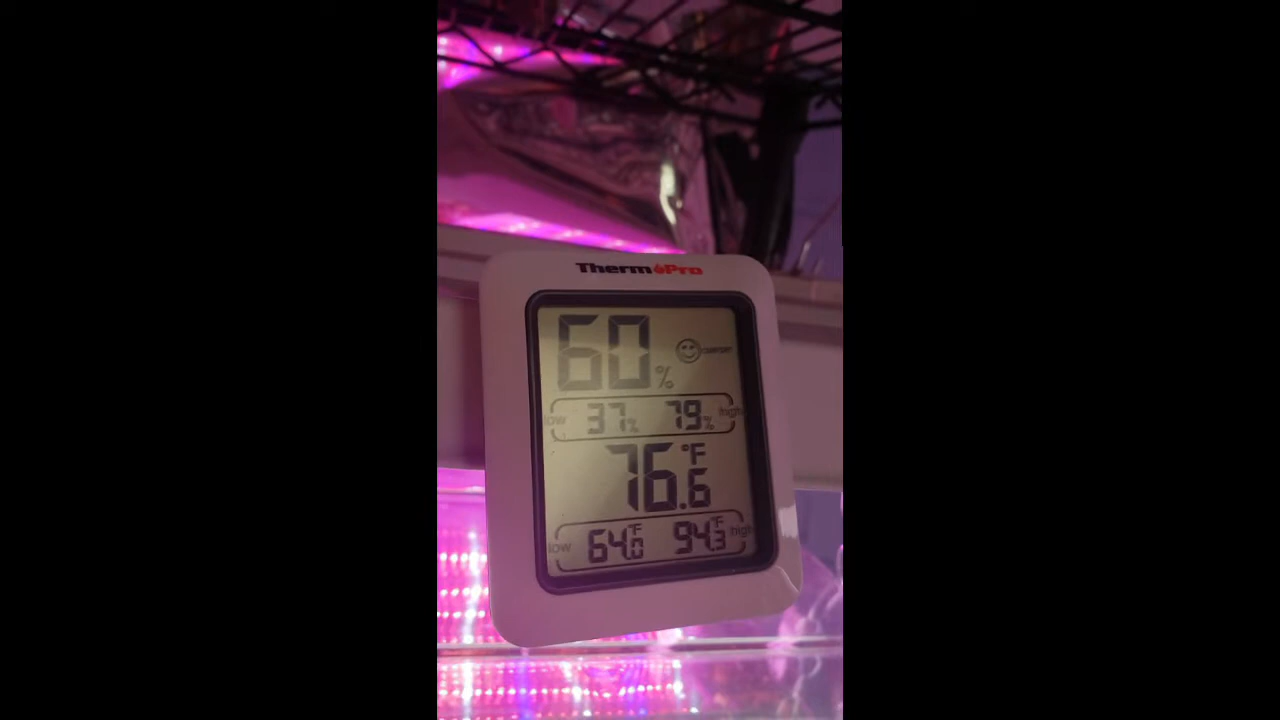 ThermoPro
60%
COMFORT
low 37% 79% high
76.6°F
low 64.0°F 94.3°F high